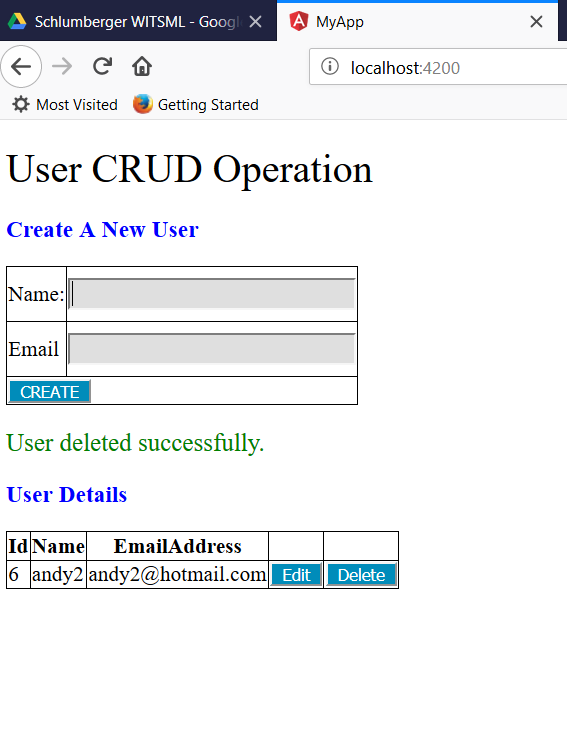 Schlumberger WITSML - Goog
MyApp
localhost:4200
Most Visited Getting Started
User CRUD Operation
Create A New User
Name:
Email
CREATE
User deleted successfully.
User Details
Id Name EmailAddress
6 andy2 andy2@hotmail.com Edit Delete